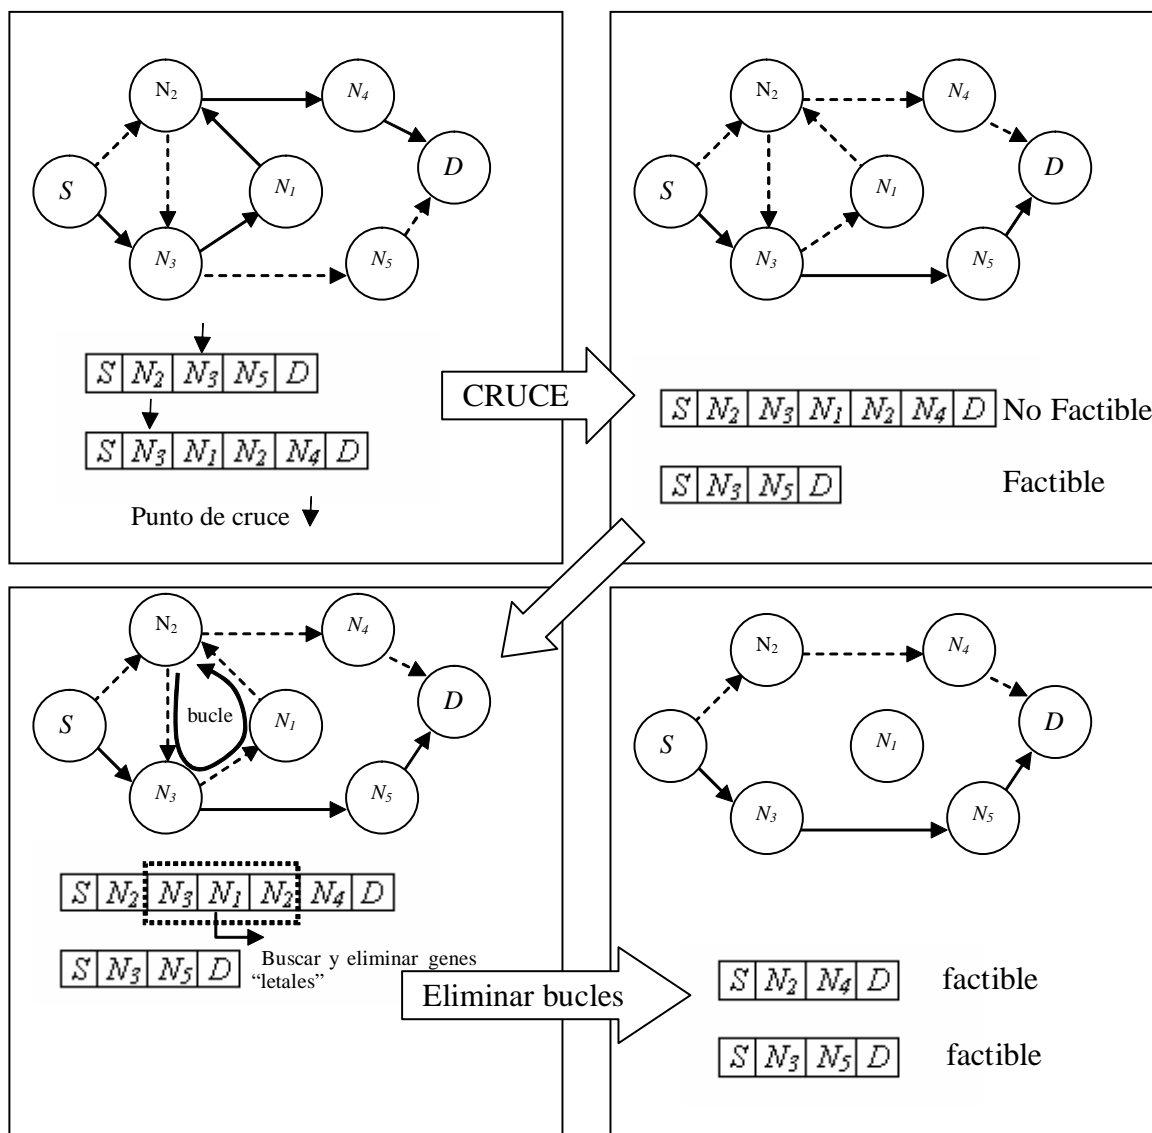 N2 N4
S N1 D
N3 N5
S N2 N3 N5 D
S N3 N1 N2 N4 D
Punto de cruce
CRUCE
N2 N4
S N1 D
N3 N5
S N2 N3 N1 N2 N4 D No Factible
S N3 N5 D Factible
N2 N4
S bucle N1 D
N3 N5
S N2 N3 N1 N2 N4 D
S N3 N5 D
Buscar y eliminar genes
“letales”
Eliminar bucles
N2 N4
S N1 D
N3 N5
S N2 N4 D factible
S N3 N5 D factible